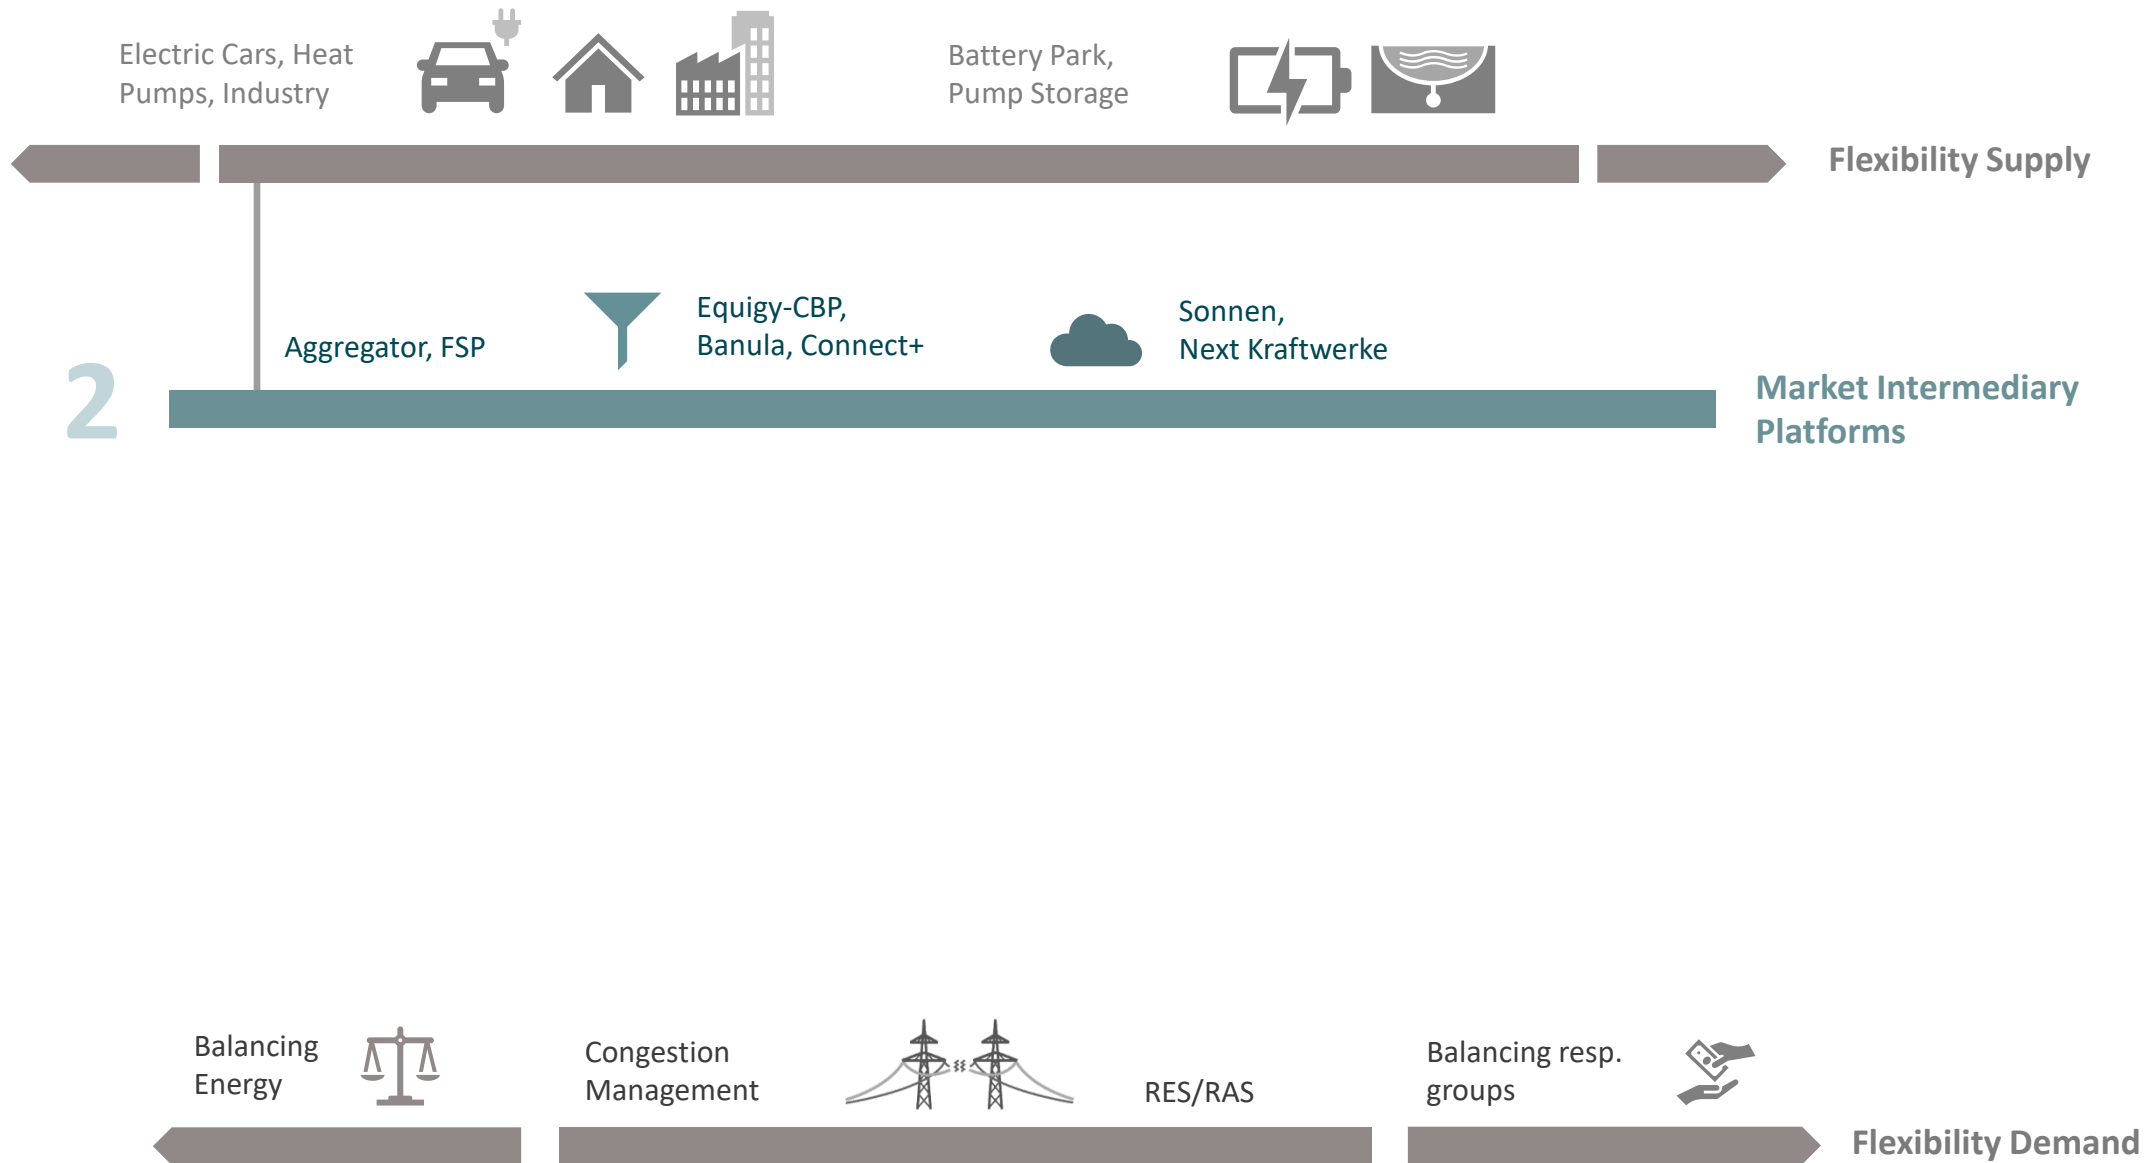 Electric Cars, Heat
Pumps, Industry
Battery Park,
Pump Storage
Flexibility Supply
Aggregator, FSP
Equigy-CBP,
Banula, Connect+
Sonnen,
Next Kraftwerke
2
Market Intermediary
Platforms
Balancing
Energy
Congestion
Management
RES/RAS
Balancing resp.
groups
Flexibility Demand